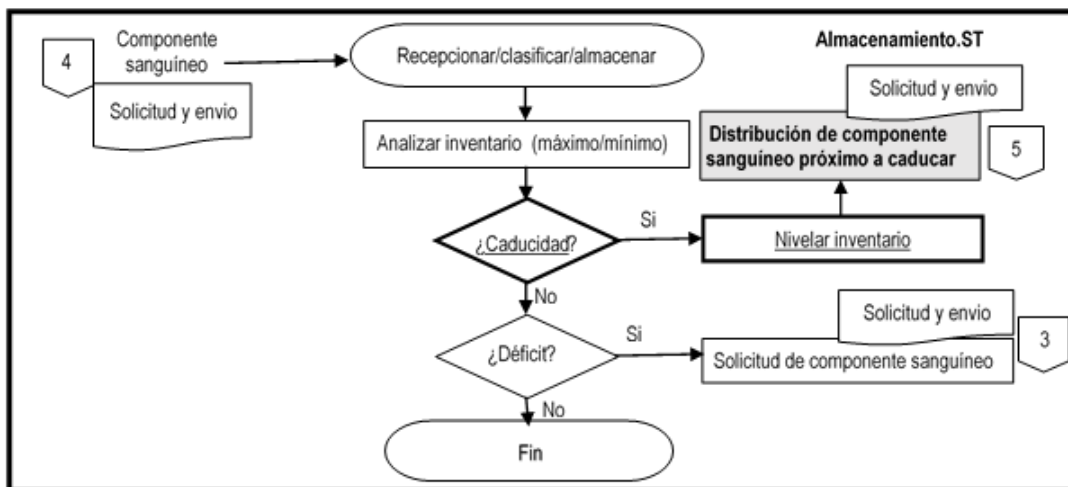 4
Componente
sanguíneo
Solicitud y envio
Recepcionar/clasificar/almacenar
Almacenamiento.ST
Solicitud y envio
Analizar inventario (máximo/mínimo)
Distribución de componente
sanguíneo próximo a caducar
5
¿Caducidad?
Si
Nivelar inventario
No
Solicitud y envio
3
¿Déficit?
Si
Solicitud de componente sanguíneo
No
Fin